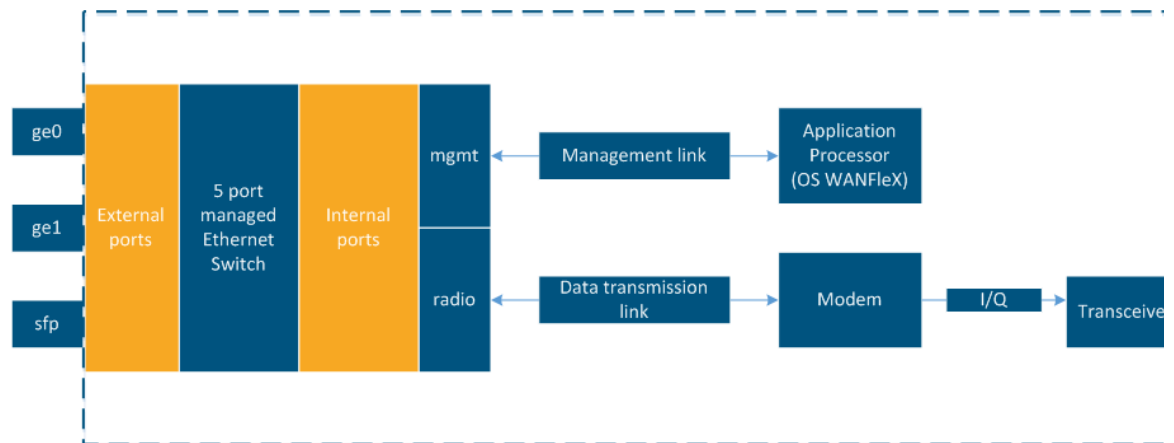 ge0
ge1
sfp
External
ports
5 port
managed
Ethernet
Switch
Internal
ports
mgmt
radio
Management link
Application
Processor
(OS WANFleX)
Data transmission
link
Modem
I/Q
Transceive